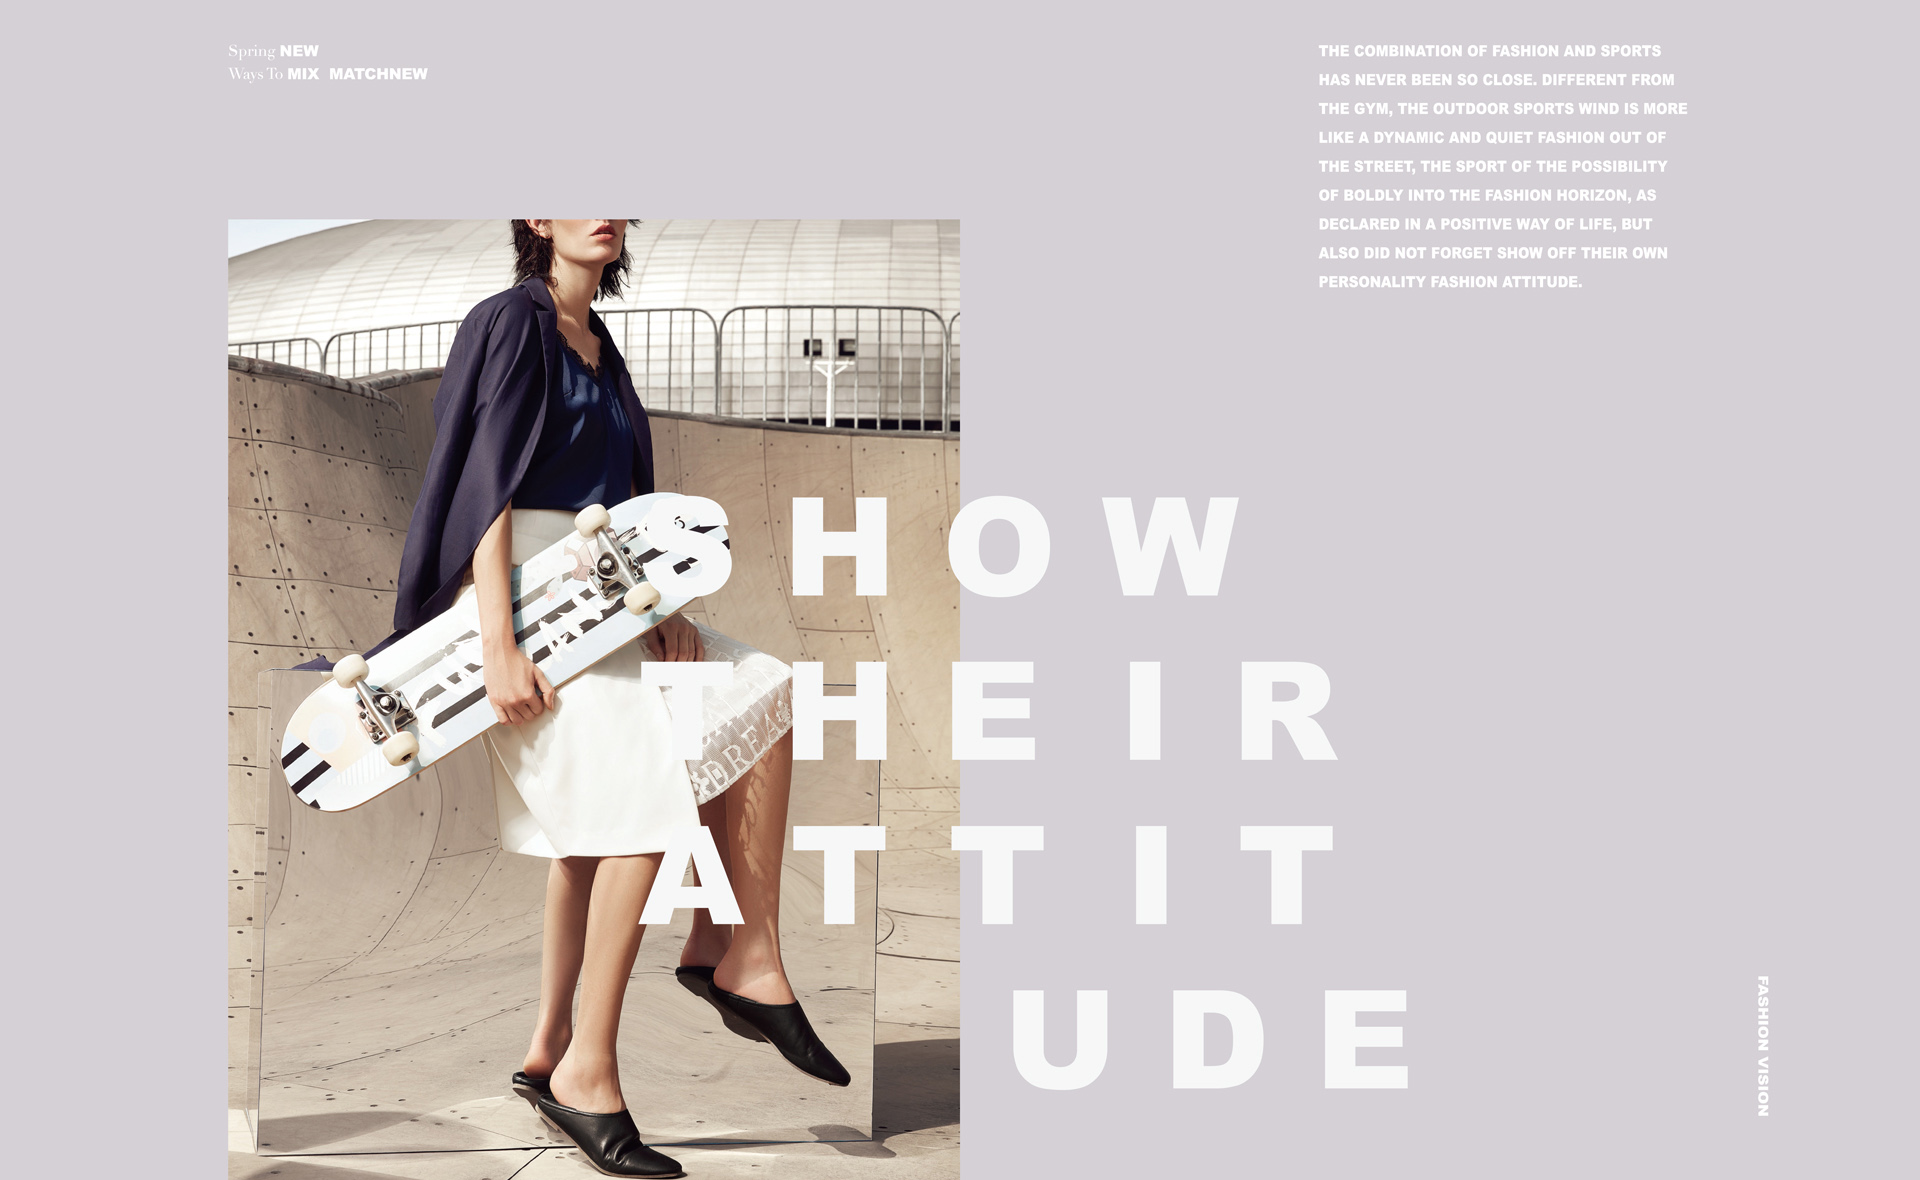 Spring NEW
Ways To MIX MATCHNEW
THE COMBINATION OF FASHION AND SPORTS
HAS NEVER BEEN SO CLOSE. DIFFERENT FROM
THE GYM, THE OUTDOOR SPORTS WIND IS MORE
LIKE A DYNAMIC AND QUIET FASHION OUT OF
THE STREET, THE SPORT OF THE POSSIBILITY
OF BOLDLY INTO THE FASHION HORIZON, AS
DECLARED IN A POSITIVE WAY OF LIFE, BUT
ALSO DID NOT FORGET SHOW OFF THEIR OWN
PERSONALITY FASHION ATTITUDE.
SHOW
THEIR
ATTIT
UDE
FASHION VISION